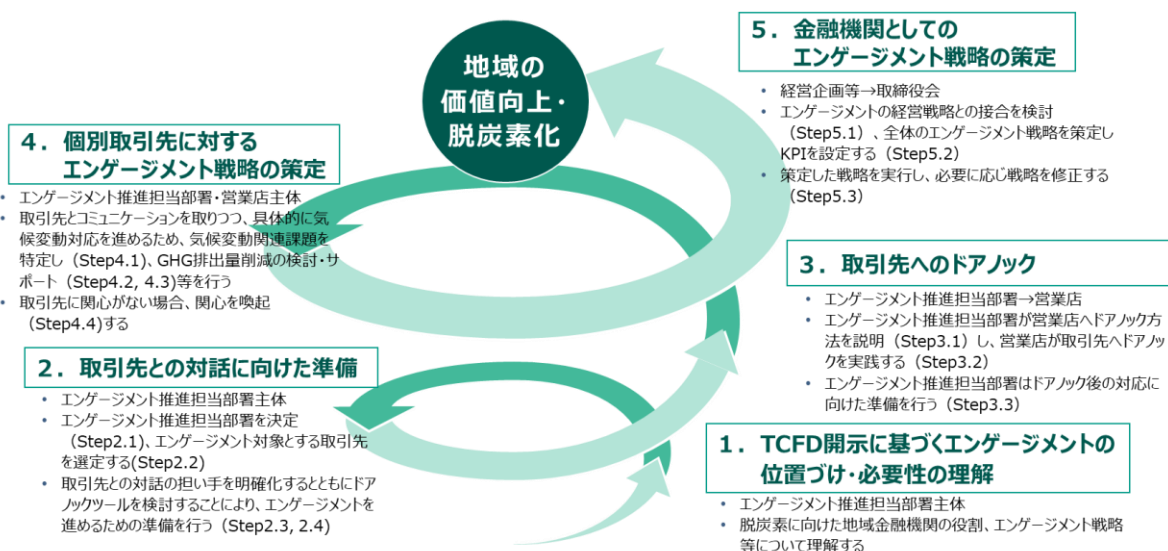 地域の
価値向上・
脱炭素化
5．金融機関としての
エンゲージメント戦略の策定
• 経営企画等→取締役会
• エンゲージメントの経営戦略との接合を検討
（Step5.1）、全体のエンゲージメント戦略を策定し
KPIを設定する（Step5.2）
• 策定した戦略を実行し、必要に応じ戦略を修正する
（Step5.3）
4．個別取引先に対する
エンゲージメント戦略の策定
• エンゲージメント推進担当部署・営業店主体
• 取引先とコミュニケーションを取りつつ、具体的に気
候変動対応を進めるため、気候変動関連課題を
特定し（Step4.1）、GHG排出量削減の検討・サ
ポート（Step4.2, 4.3）等を行う
• 取引先に関心がない場合、関心を喚起
（Step4.4)する
3．取引先へのドアノック
• エンゲージメント推進担当部署→営業店
• エンゲージメント推進担当部署が営業店へドアノック方
法を説明（Step3.1）し、営業店が取引先へドアノッ
クを実践する（Step3.2）
• エンゲージメント推進担当部署はドアノック後の対応に
向けた準備を行う（Step3.3）
2．取引先との対話に向けた準備
• エンゲージメント推進担当部署主体
• エンゲージメント推進担当部署を決定
（Step2.1）、エンゲージメント対象とする取引先
を選定する(Step2.2）
• 取引先との対話の担い手を明確化するとともにドア
ノックツールを検討することにより、エンゲージメントを
進めるための準備を行う（Step2.3, 2.4）
1．TCFD開示に基づくエンゲージメントの
位置づけ・必要性の理解
• エンゲージメント推進担当部署主体
• 脱炭素に向けた地域金融機関の役割、エンゲージメント戦略
等について理解する